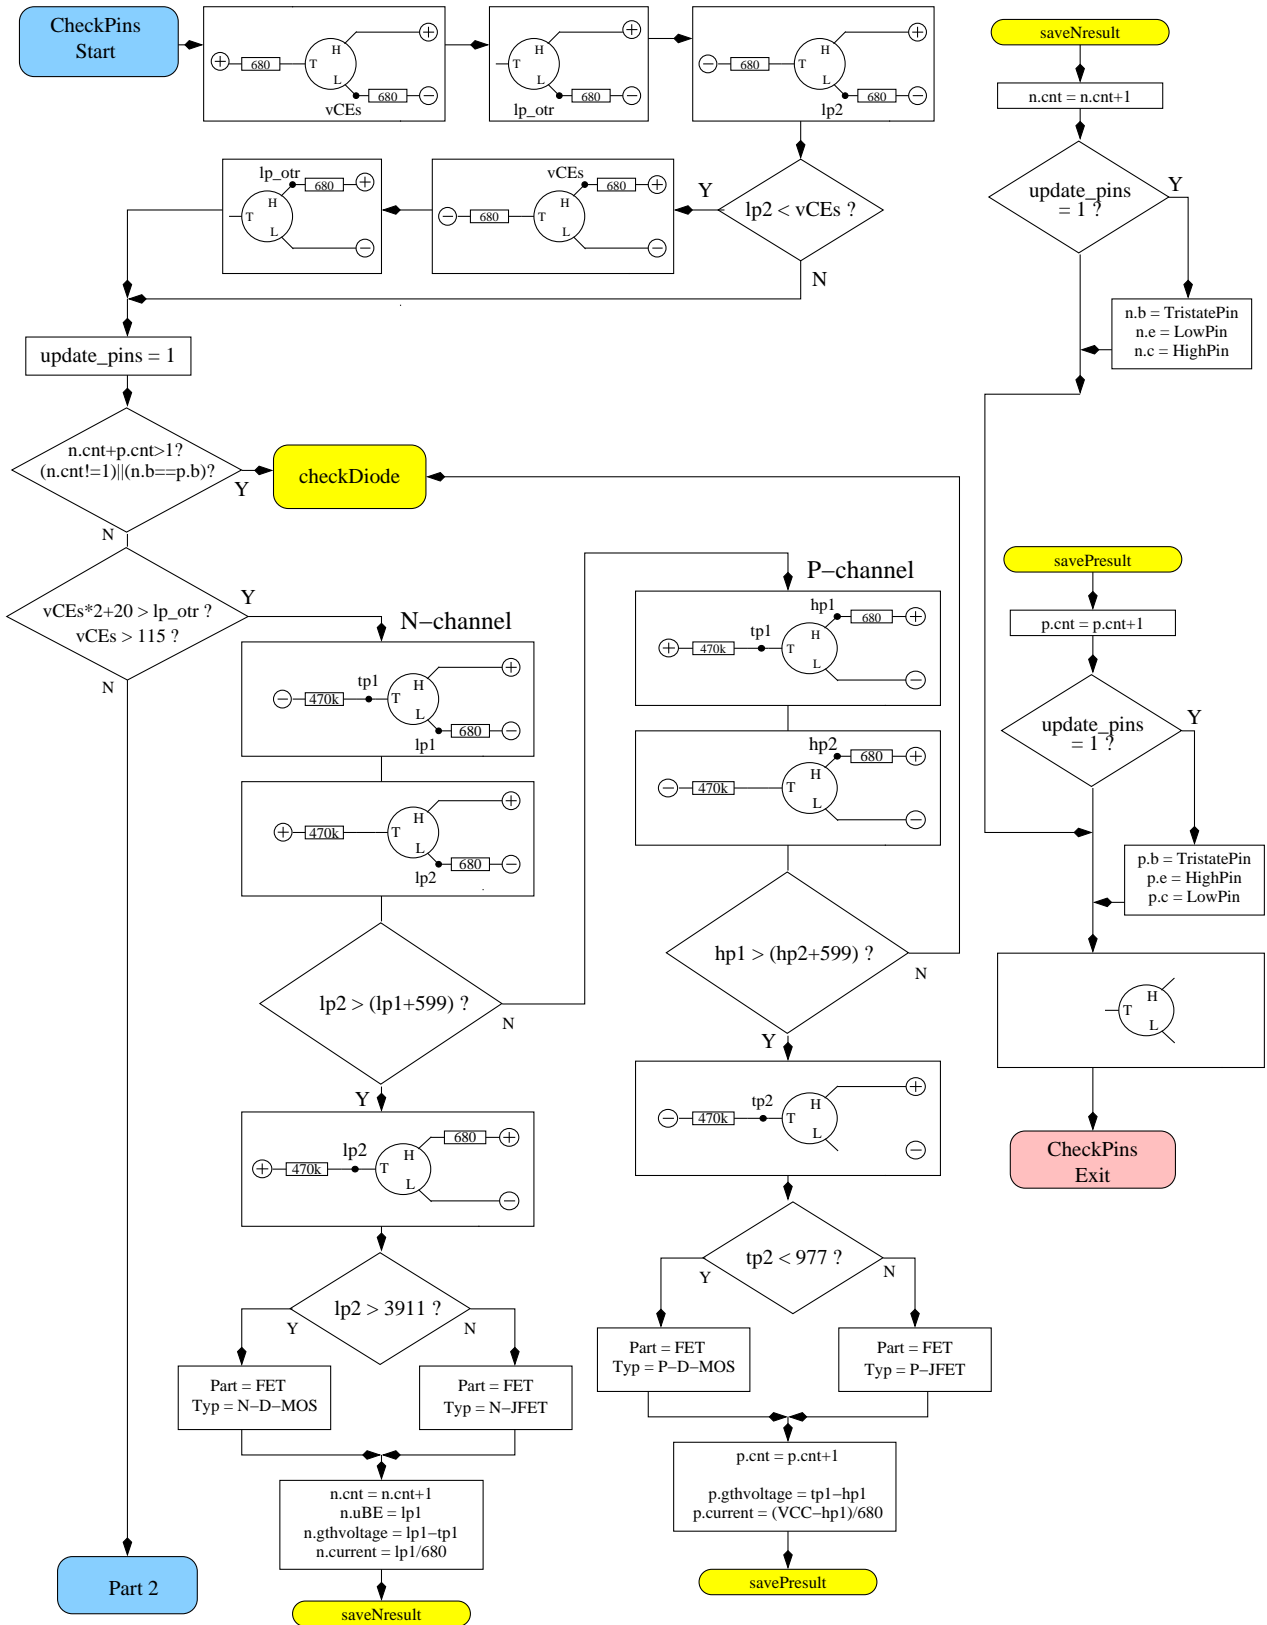 CheckPins
Start
H
T
L
+
680
+
680
−
vCEs
H
T
L
+
680
−
lp_otr
H
T
L
−
680
+
680
−
lp2
lp2 < vCEs ?
Y
N
vCEs
680
+
H
T
L
−
680
−
lp_otr
680
+
H
T
L
−
update_pins = 1
n.cnt+p.cnt>1?
(n.cnt!=1)||(n.b==p.b)?
Y
N
checkDiode
vCEs*2+20 > lp_otr ?
vCEs > 115 ?
Y
N
N−channel
tp1
−
470k
T
H
L
+
680
−
lp1
+
470k
T
H
L
+
680
−
lp2
lp2 > (lp1+599) ?
N
Y
lp2
+
470k
T
H
L
680
+
−
lp2 > 3911 ?
Y
N
Part = FET
Typ = N−D−MOS
Part = FET
Typ = N−JFET
n.cnt = n.cnt+1
n.uBE = lp1
n.gthvoltage = lp1−tp1
n.current = lp1/680
saveNresult
Part 2
P−channel
hp1
tp1
+
470k
T
H
L
680
+
−
hp2
−
470k
T
H
L
680
+
−
hp1 > (hp2+599) ?
N
Y
tp2
−
470k
T
H
L
+
−
tp2 < 977 ?
Y
N
Part = FET
Typ = P−D−MOS
Part = FET
Typ = P−JFET
p.cnt = p.cnt+1
p.gthvoltage = tp1−hp1
p.current = (VCC−hp1)/680
savePresult
saveNresult
n.cnt = n.cnt+1
update_pins
= 1 ?
Y
n.b = TristatePin
n.e = LowPin
n.c = HighPin
savePresult
p.cnt = p.cnt+1
update_pins
= 1 ?
Y
p.b = TristatePin
p.e = HighPin
p.c = LowPin
H
T
L
CheckPins
Exit